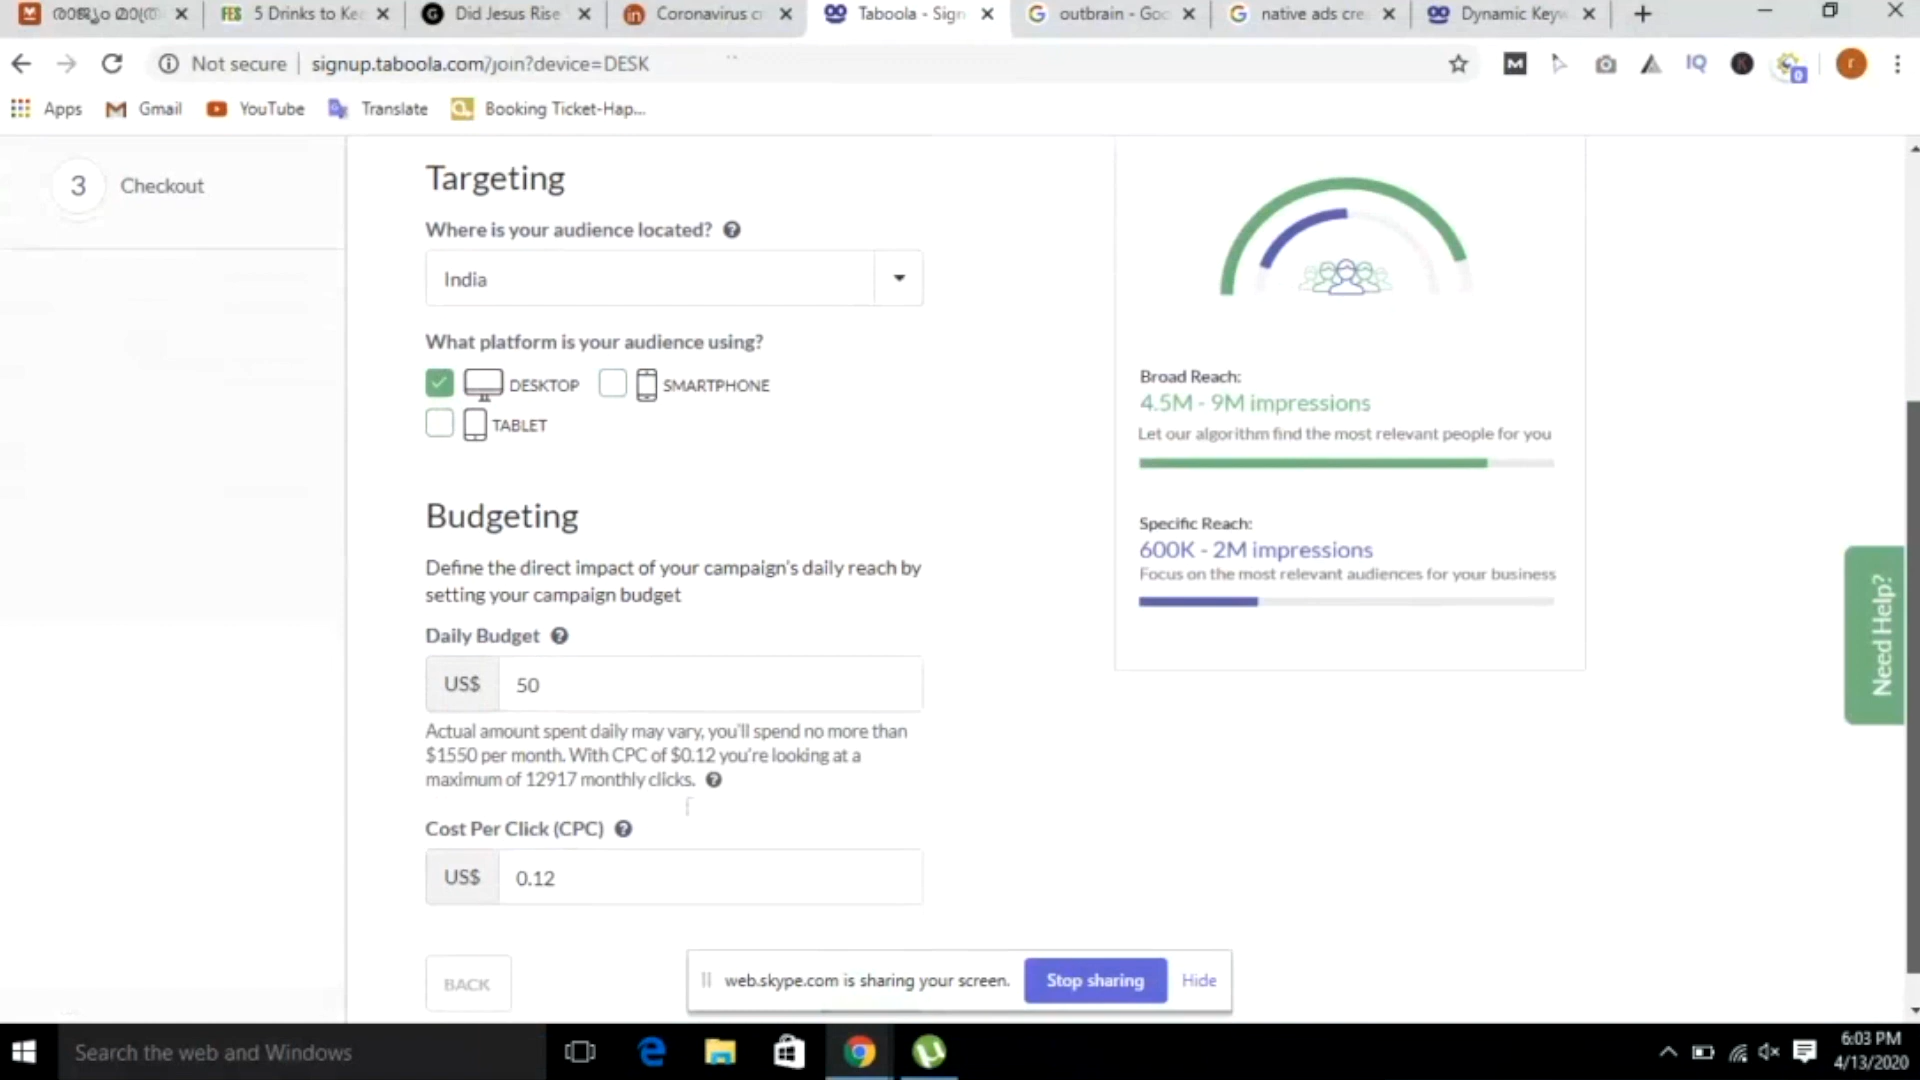 5 Drinks to Ke
Did Jesus Rise
Coronavirus c
Taboola - Sign
outbrain - Goo
native ads cre
Dynamic Keyw
Not secure
signup.taboola.com/join?device=DESK
M
IQ
r
0
Apps
Gmail
YouTube
Translate
Booking Ticket-Hap...
3
Checkout
Targeting
Where is your audience located?
India
What platform is your audience using?
DESKTOP
SMARTPHONE
TABLET
Budgeting
Define the direct impact of your campaign's daily reach by
setting your campaign budget
Daily Budget
US$
50
Actual amount spent daily may vary, you'll spend no more than
$1550 per month. With CPC of $0.12 you're looking at a
maximum of 12917 monthly clicks.
Cost Per Click (CPC)
US$
0.12
BACK
Broad Reach:
4.5M - 9M impressions
Let our algorithm find the most relevant people for you
Specific Reach:
600K - 2M impressions
Focus on the most relevant audiences for your business
Need Help?
web.skype.com is sharing your screen.
Stop sharing
Hide
Search the web and Windows
6:03 PM
4/13/2020